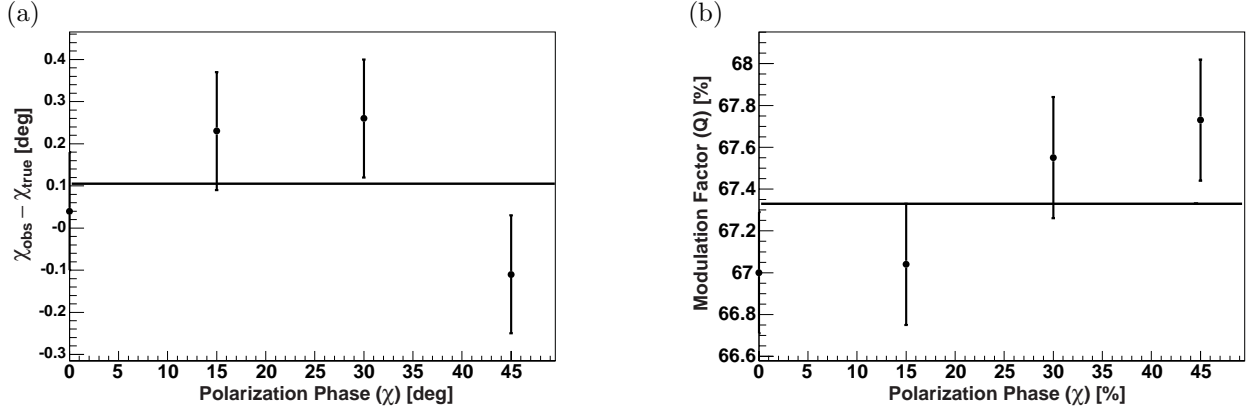 (a)
0.4
0.3
0.2
0.1
-0
-0.1
-0.2
-0.3
χobs − χtrue [deg]
0 5 10 15 20 25 30 35 40 45
Polarization Phase (χ) [deg]
(b)
68
67.8
67.6
67.4
67.2
67
66.8
66.6
Modulation Factor (Q) [%]
0 5 10 15 20 25 30 35 40 45
Polarization Phase (χ) [%]